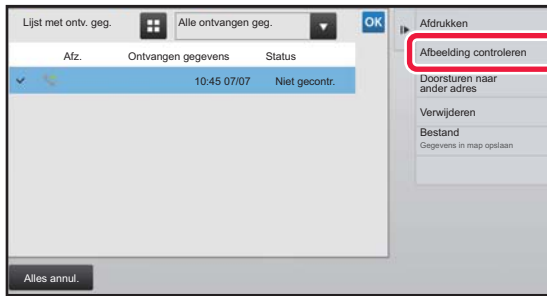 Lijst met ontv. geg.
Alle ontvangen geg.
OK
Afz.
Ontvangen gegevens
Status
10:45 07/07
Niet gecontr.
Alles annul.
Afdrukken
Afbeelding controleren
Doorsturen naar
ander adres
Verwijderen
Bestand
Gegevens in map opslaan